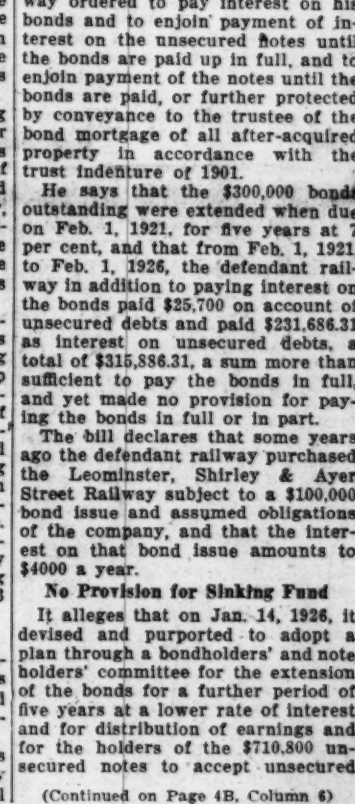 way ordered to pay interest on his
bonds and to enjoin payment of in-
terest on the unsecured notes until
the bonds are paid up in full, and to
enjoin payment of the notes until the
bonds are paid, or further protected
by conveyance to the trustee of the
bond mortgage of all after-acquired
property in accordance with the
trust indenture of 1901.
He says that the $300,000 bonds
outstanding were extended when due
on Feb. 1, 1921, for five years at 7
per cent, and that from Feb. 1, 1921
to Feb. 1, 1926, the defendant rail-
way in addition to paying interest on
the bonds paid $25,700 on account of
unsecured debts and paid $231,686.31
as interest on unsecured debts, a
total of $315,886.31, a sum more than
sufficient to pay the bonds in full,
and yet made no provision for pay-
ing the bonds in full or in part.
The bill declares that some years
ago the defendant railway purchased
the Leominster, Shirley & Ayer
Street Railway subject to a $100,000
bond issue and assumed obligations
of the company, and that the inter-
est on that bond issue amounts to
$4000 a year.
No Provision for Sinking Fund
It alleges that on Jan. 14, 1926, it
devised and purported to adopt a
plan through a bondholders' and note
holders' committee for the extension
of the bonds for a further period of
five years at a lower rate of interest
and for distribution of earnings and
for the holders of the $710,800 un-
secured notes to accept unsecured
(Continued on Page 4B, Column 6)